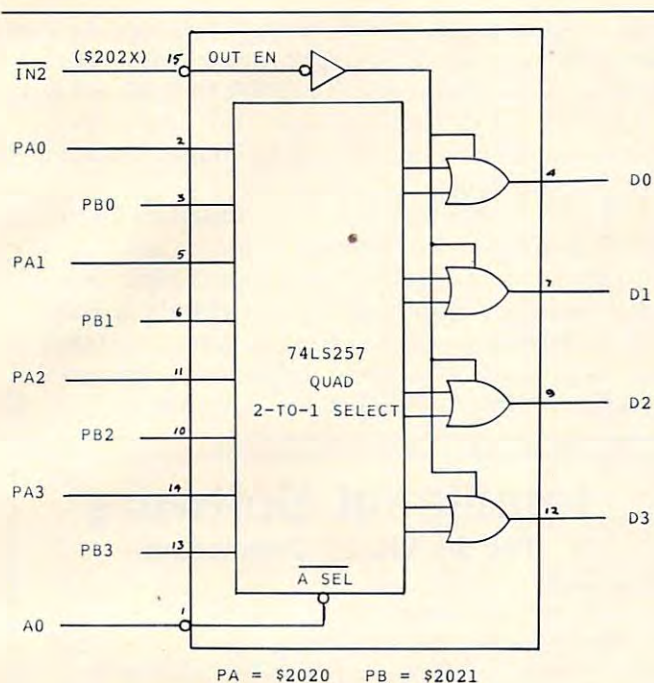 IN2 ($202X) 15 OUT EN
PA0 2
PB0 3
4 D0
PA1 5
PB1 6
7 D1
74LS257
QUAD
2-TO-1 SELECT
PA2 11
PB2 10
9 D2
PA3 14
PB3 13
12 D3
A SEL
A0 1
PA = $2020 PB = $2021